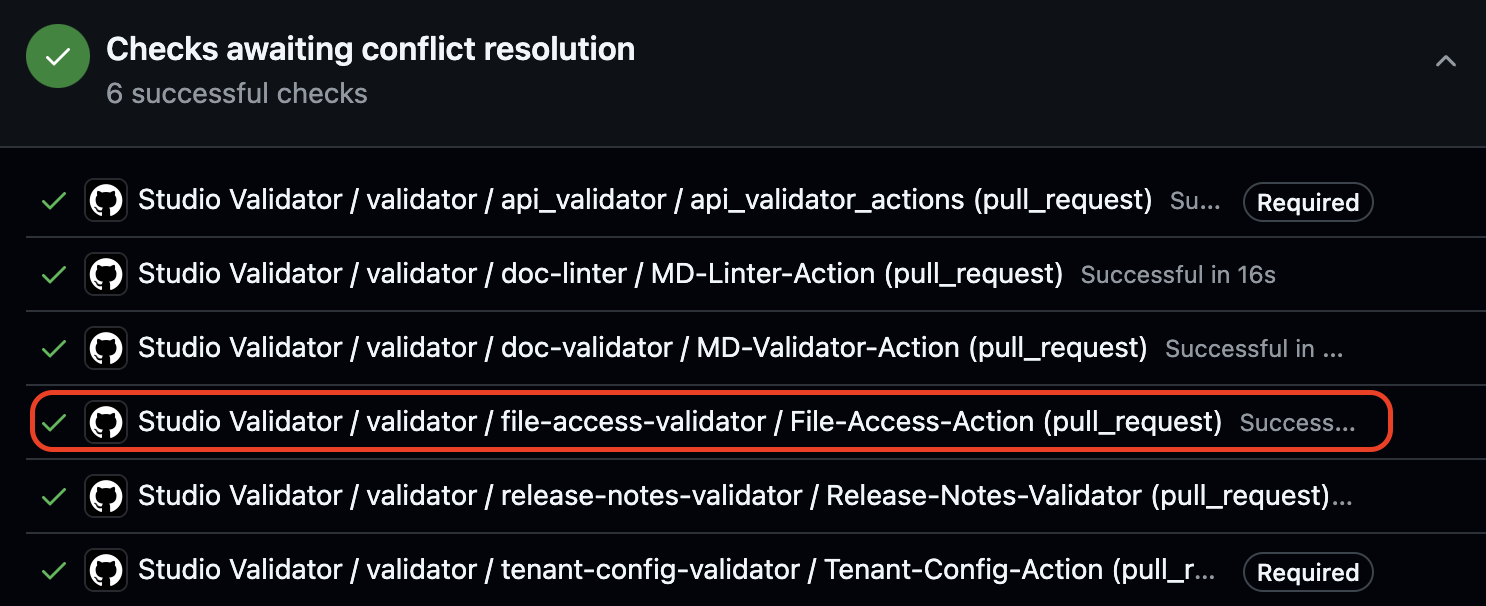 Checks awaiting conflict resolution
6 successful checks
Studio Validator / validator / api_validator / api_validator_actions (pull_request) Su... Required
Studio Validator / validator / doc-linter / MD-Linter-Action (pull_request) Successful in 16s
Studio Validator / validator / doc-validator / MD-Validator-Action (pull_request) Successful in ...
Studio Validator / validator / file-access-validator / File-Access-Action (pull_request) Success...
Studio Validator / validator / release-notes-validator / Release-Notes-Validator (pull_request)...
Studio Validator / validator / tenant-config-validator / Tenant-Config-Action (pull_r... Required